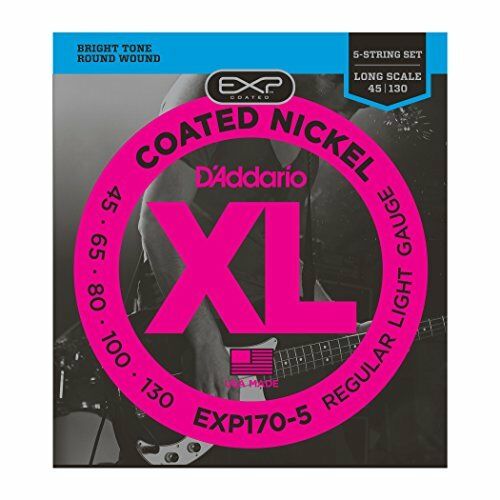 BRIGHT TONE
ROUND WOUND
EXP
COATED
5-STRING SET
LONG SCALE
45 | 130
COATED NICKEL
D'Addario
XL
USA MADE
45 • 65 • 80 • 100 • 130
EXP170-5
REGULAR LIGHT GAUGE